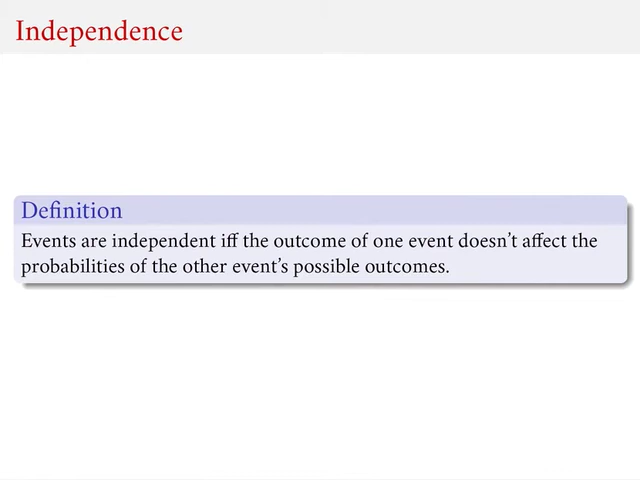 Independence
Definition
Events are independent iff the outcome of one event doesn’t affect the
probabilities of the other event’s possible outcomes.